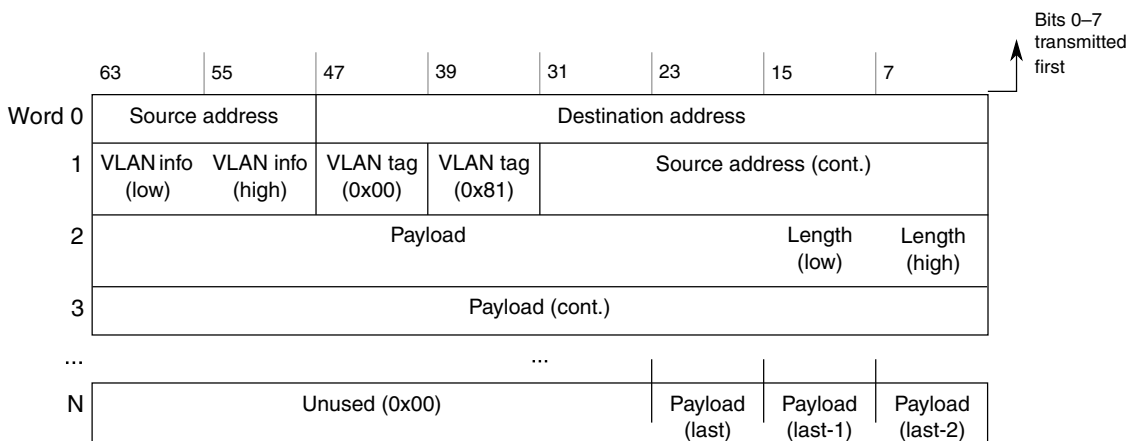 Bits 0–7
transmitted
first
63 55 47 39 31 23 15 7
Word 0 Source address Destination address
1 VLAN info VLAN info VLAN tag VLAN tag Source address (cont.)
(low) (high) (0x00) (0x81)
2 Payload Length Length
(low) (high)
3 Payload (cont.)
... ...
N Unused (0x00) Payload Payload Payload
(last) (last-1) (last-2)